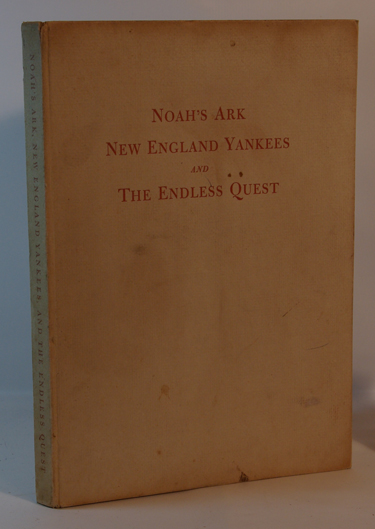 NOAH'S ARK
NEW ENGLAND YANKEES
AND
THE ENDLESS QUEST
NOAH'S ARK, NEW ENGLAND YANKEES, AND THE ENDLESS QUEST